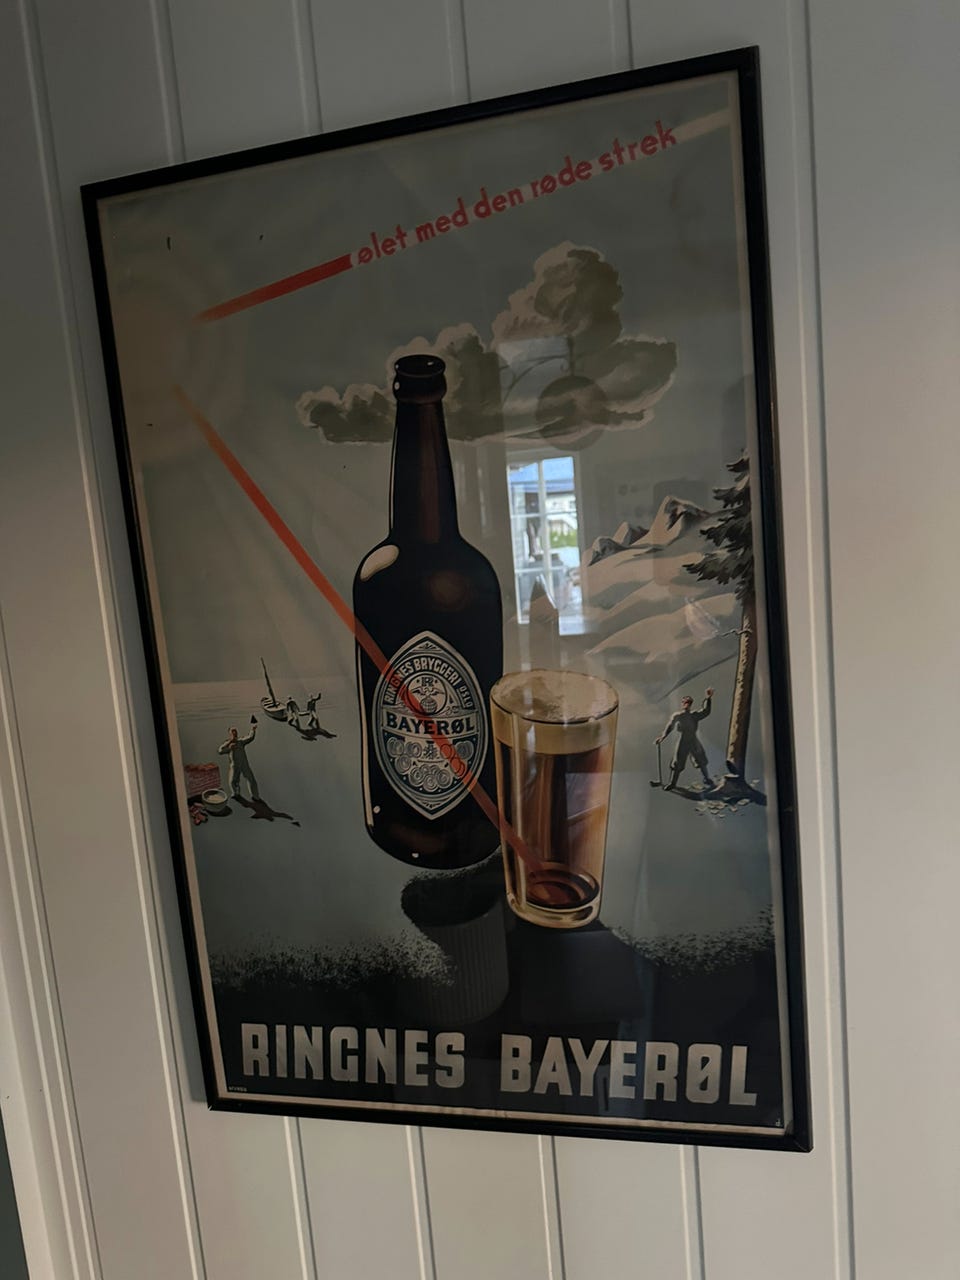 ølet med den røde strek
RINGNES BRYGGERI OSLO
R
BAYERØL
RINGNES BAYERØL